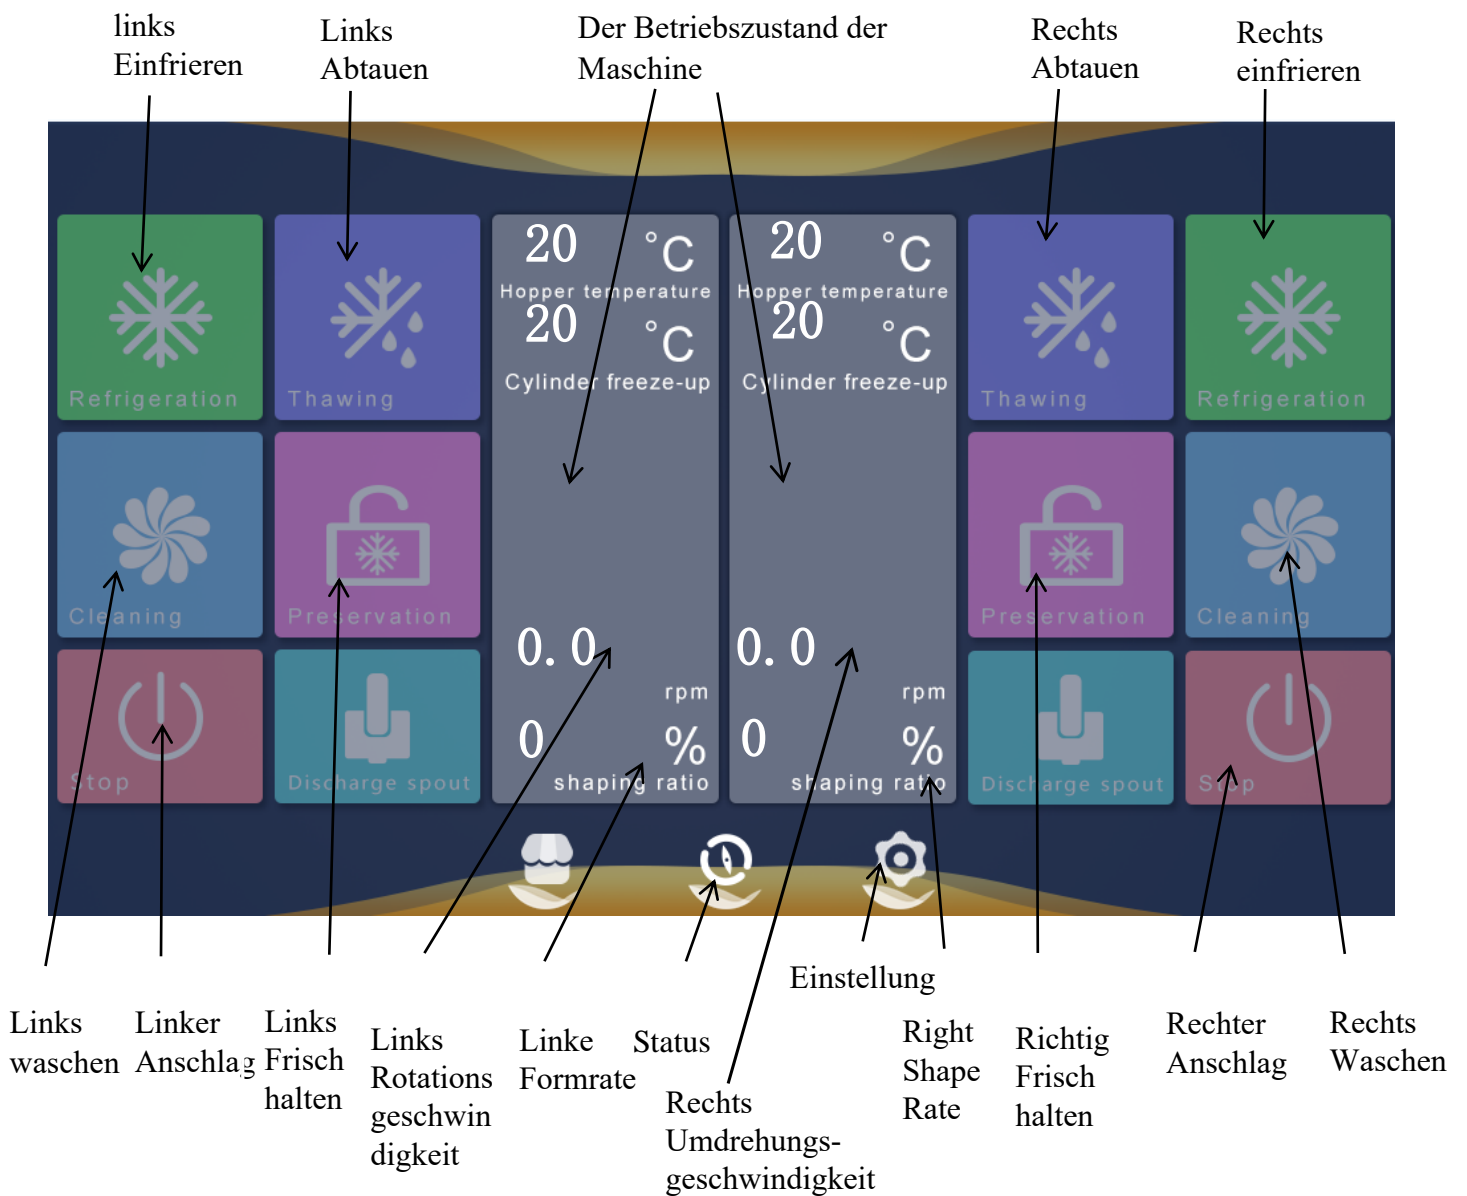 links
Einfrieren
Links
Abtauen
Der Betriebszustand der
Maschine
Rechts
Abtauen
Rechts
einfrieren
20 °C
Hopper temperature
20 °C
Cylinder freeze-up
20 °C
Hopper temperature
20 °C
Cylinder freeze-up
Refrigeration
Thawing
Thawing
Refrigeration
Cleaning
Preservation
Preservation
Cleaning
0.0
rpm
0 %
shaping ratio
0.0
rpm
0 %
shaping ratio
Stop
Discharge spout
Discharge spout
Stop
Links
waschen
Linker
Anschlag
Links
Frisch
halten
Links
Rotations
geschwin
digkeit
Linke
Formrate
Status
Rechts
Umdrehungs-
geschwindigkeit
Einstellung
Right
Shape
Rate
Richtig
Frisch
halten
Rechter
Anschlag
Rechts
Waschen